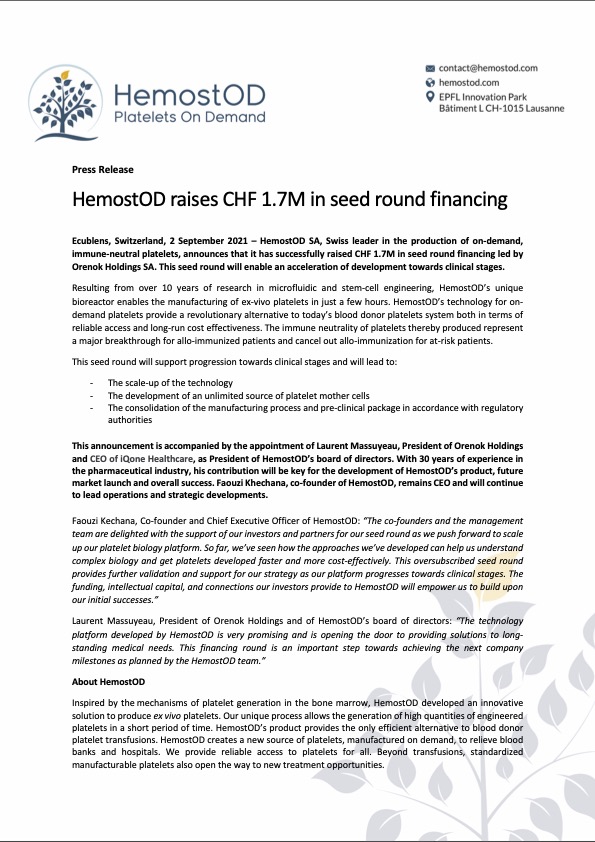 HemostOD
Platelets On Demand
contact@hemostod.com
hemostod.com
EPFL Innovation Park
Bâtiment L CH-1015 Lausanne
Press Release
HemostOD raises CHF 1.7M in seed round financing
Ecublens, Switzerland, 2 September 2021 – HemostOD SA, Swiss leader in the production of on-demand,
immune-neutral platelets, announces that it has successfully raised CHF 1.7M in seed round financing led by
Orenok Holdings SA. This seed round will enable an acceleration of development towards clinical stages.
Resulting from over 10 years of research in microfluidic and stem-cell engineering, HemostOD's unique
bioreactor enables the manufacturing of ex-vivo platelets in just a few hours. HemostOD's technology for on-
demand platelets provide a revolutionary alternative to today's blood donor platelets system both in terms of
reliable access and long-run cost effectiveness. The immune neutrality of platelets thereby produced represent
a major breakthrough for allo-immunized patients and cancel out allo-immunization for at-risk patients.
This seed round will support progression towards clinical stages and will lead to:
- The scale-up of the technology
- The development of an unlimited source of platelet mother cells
- The consolidation of the manufacturing process and pre-clinical package in accordance with regulatory
authorities
This announcement is accompanied by the appointment of Laurent Massuyeau, President of Orenok Holdings
and CEO of iQone Healthcare, as President of HemostOD's board of directors. With 30 years of experience in
the pharmaceutical industry, his contribution will be key for the development of HemostOD's product, future
market launch and overall success. Faouzi Khechana, co-founder of HemostOD, remains CEO and will continue
to lead operations and strategic developments.
Faouzi Kechana, Co-founder and Chief Executive Officer of HemostOD: "The co-founders and the management
team are delighted with the support of our investors and partners for our seed round as we push forward to scale
up our platelet biology platform. So far, we've seen how the approaches we've developed can help us understand
complex biology and get platelets developed faster and more cost-effectively. This oversubscribed seed round
provides further validation and support for our strategy as our platform progresses towards clinical stages. The
funding, intellectual capital, and connections our investors provide to HemostOD will empower us to build upon
our initial successes."
Laurent Massuyeau, President of Orenok Holdings and of HemostOD's board of directors: "The technology
platform developed by HemostOD is very promising and is opening the door to providing solutions to long-
standing medical needs. This financing round is an important step towards achieving the next company
milestones as planned by the HemostOD team."
About HemostOD
Inspired by the mechanisms of platelet generation in the bone marrow, HemostOD developed an innovative
solution to produce ex vivo platelets. Our unique process allows the generation of high quantities of engineered
platelets in a short period of time. HemostOD's product provides the only efficient alternative to blood donor
platelet transfusions. HemostOD creates a new source of platelets, manufactured on demand, to relieve blood
banks and hospitals. We provide reliable access to platelets for all. Beyond transfusions, standardized
manufacturable platelets also open the way to new treatment opportunities.